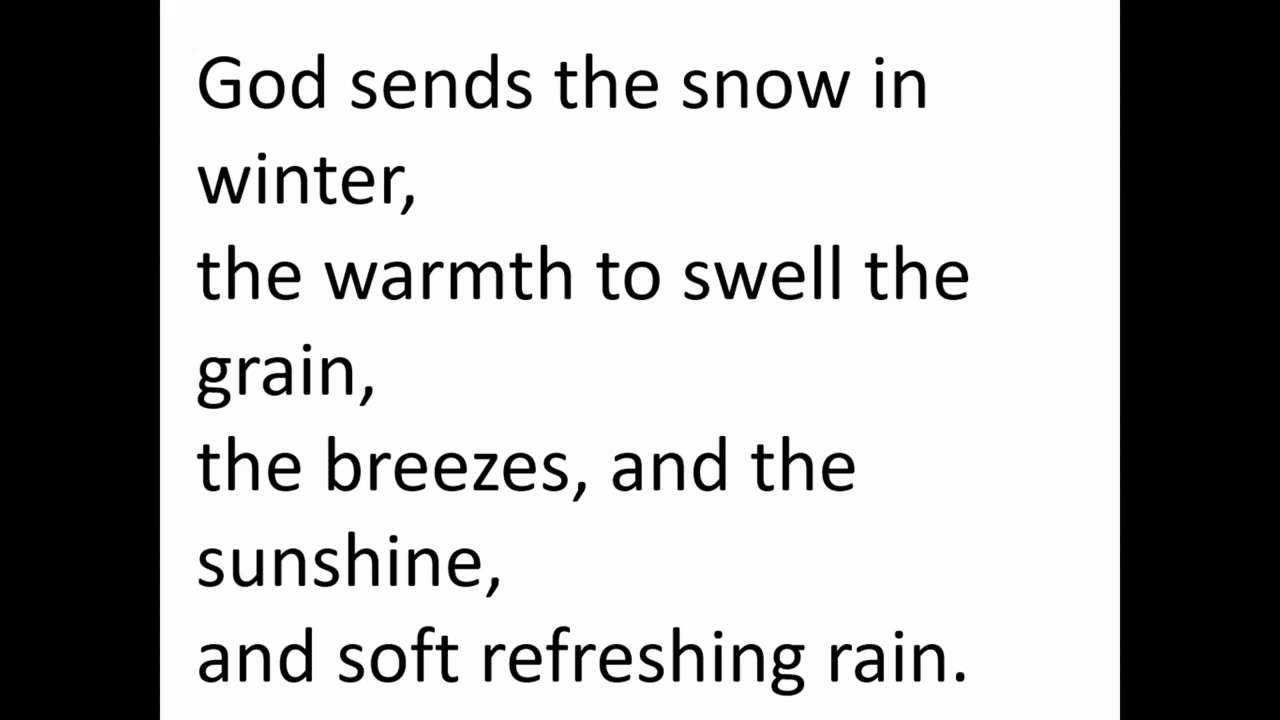 God sends the snow in
winter,
the warmth to swell the
grain,
the breezes, and the
sunshine,
and soft refreshing rain.